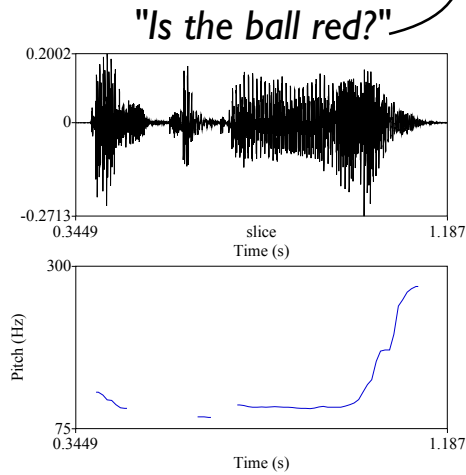 "Is the ball red?"
0.2002
0
-0.2713
0.3449 slice 1.187
Time (s)
300
Pitch (Hz)
75
0.3449 1.187
Time (s)